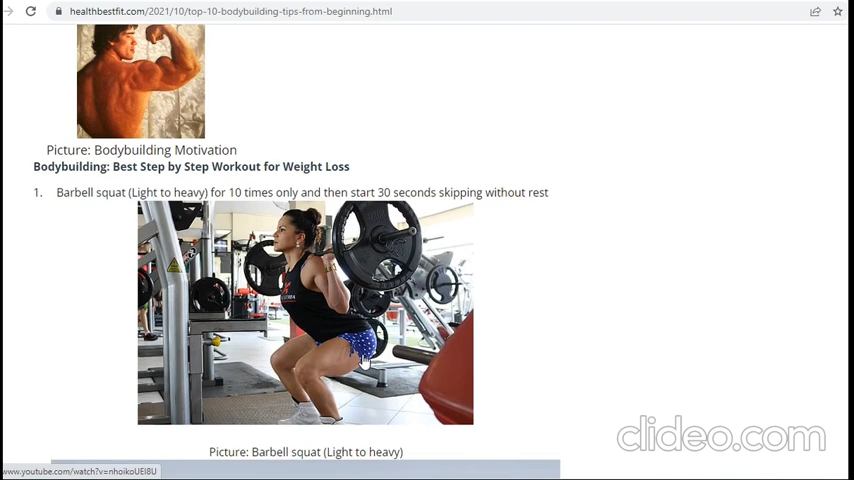 healthbestfit.com/2021/10/top-10-bodybuilding-tips-from-beginning.html
Picture: Bodybuilding Motivation
Bodybuilding: Best Step by Step Workout for Weight Loss
1. Barbell squat (Light to heavy) for 10 times only and then start 30 seconds skipping without rest
Picture: Barbell squat (Light to heavy)
clideo.com
www.youtube.com/watch?v=nhoikoUEI8U